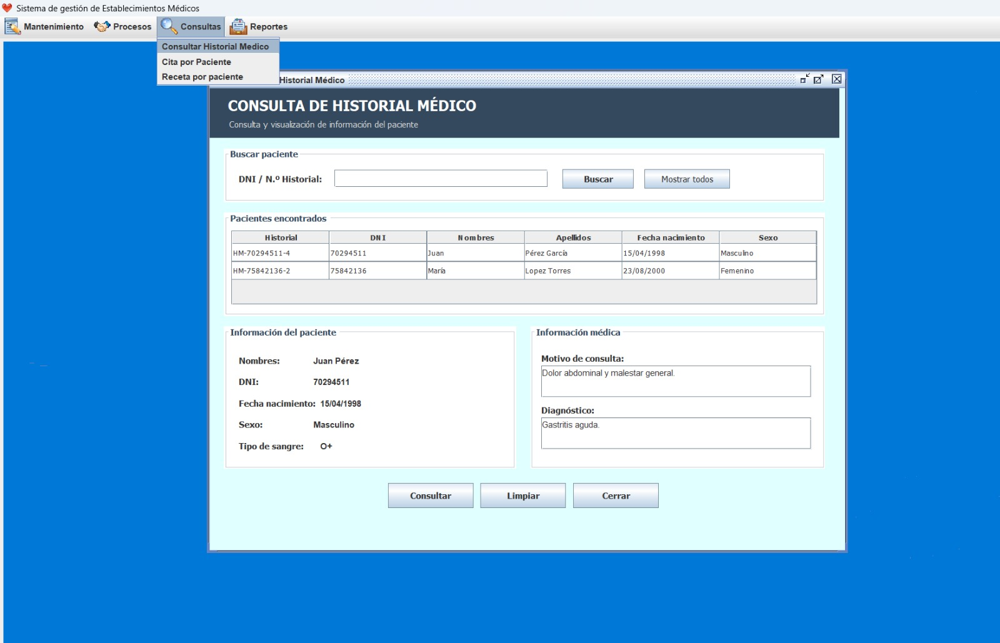 Sistema de gestión de Establecimientos Médicos
Mantenimiento Procesos Consultas Reportes
Consultar Historial Medico
Cita por Paciente
Receta por paciente
Historial Médico
CONSULTA DE HISTORIAL MÉDICO
Consulta y visualización de información del paciente
Buscar paciente
DNI / N.º Historial: Buscar Mostrar todos
Pacientes encontrados
Historial DNI Nombres Apellidos Fecha nacimiento Sexo
HM-70294511-4 70294511 Juan Pérez García 15/04/1998 Masculino
HM-75842136-2 75842136 María Lopez Torres 23/08/2000 Femenino
Información del paciente
Nombres: Juan Pérez
DNI: 70294511
Fecha nacimiento: 15/04/1998
Sexo: Masculino
Tipo de sangre: O+
Información médica
Motivo de consulta:
Dolor abdominal y malestar general.
Diagnóstico:
Gastritis aguda.
Consultar Limpiar Cerrar